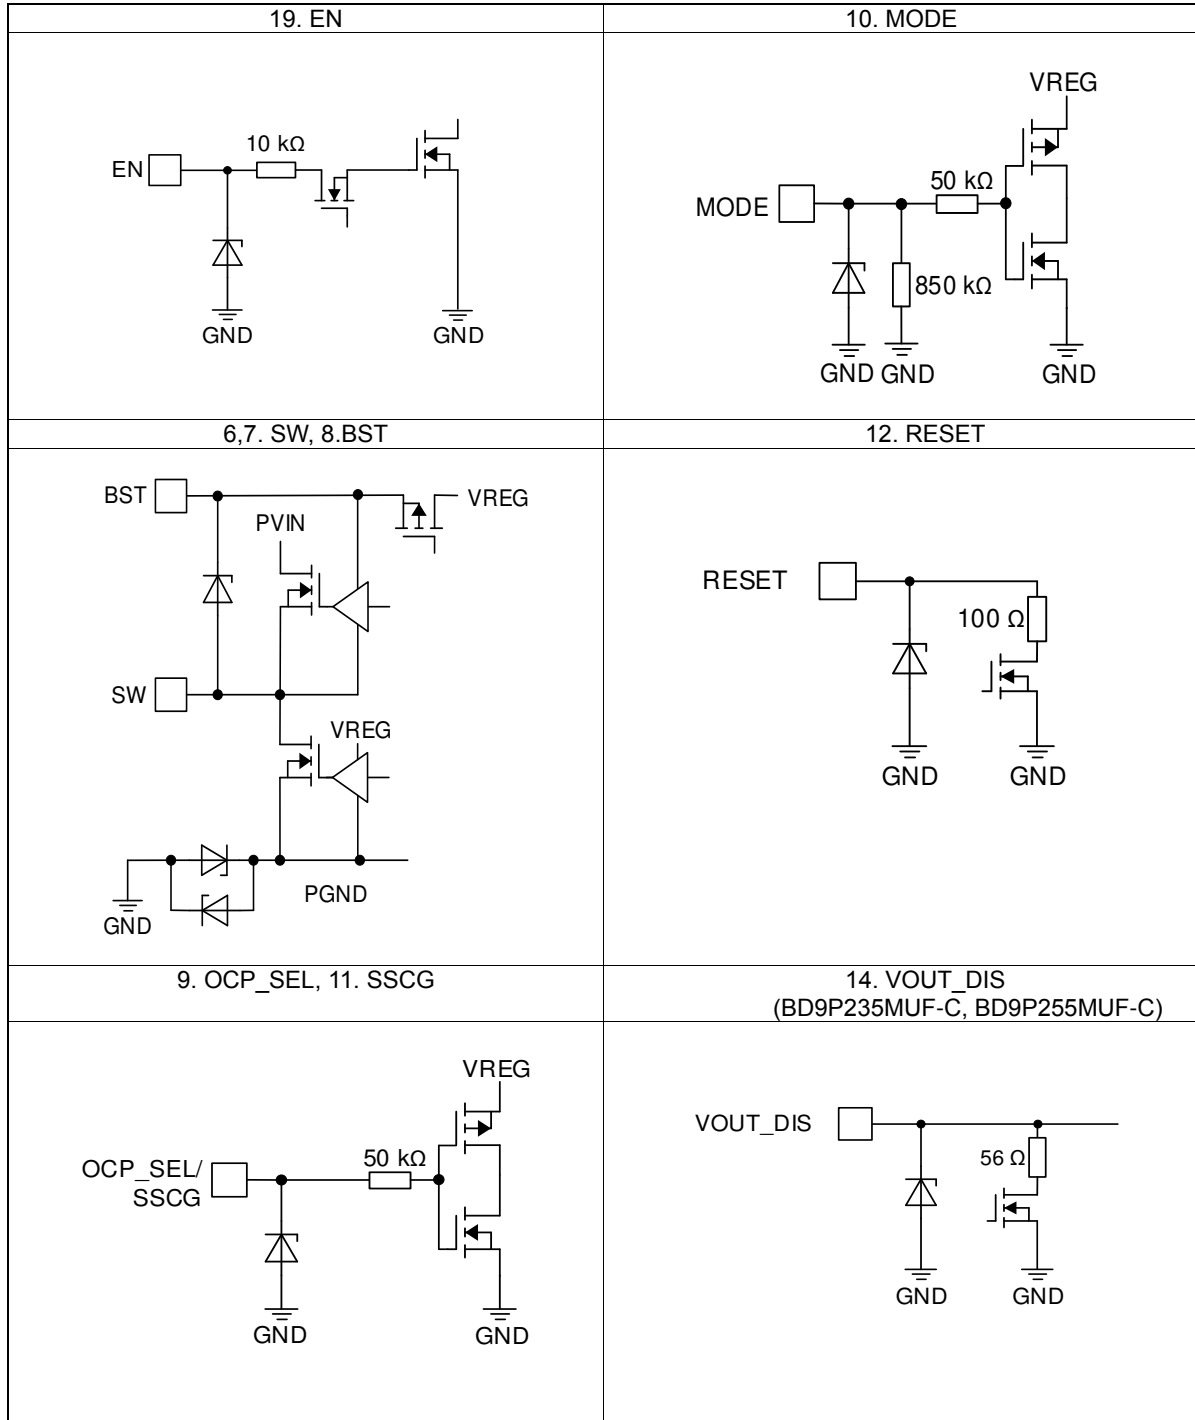 19. EN
10. MODE
EN
10 kΩ
GND
GND
VREG
MODE
50 kΩ
850 kΩ
GND GND
GND
6,7. SW, 8.BST
12. RESET
BST
PVIN
VREG
SW
VREG
PGND
GND
RESET
100 Ω
GND
GND
9. OCP_SEL, 11. SSCG
14. VOUT_DIS
(BD9P235MUF-C, BD9P255MUF-C)
VREG
OCP_SEL/
SSCG
50 kΩ
GND
GND
VOUT_DIS
56 Ω
GND
GND